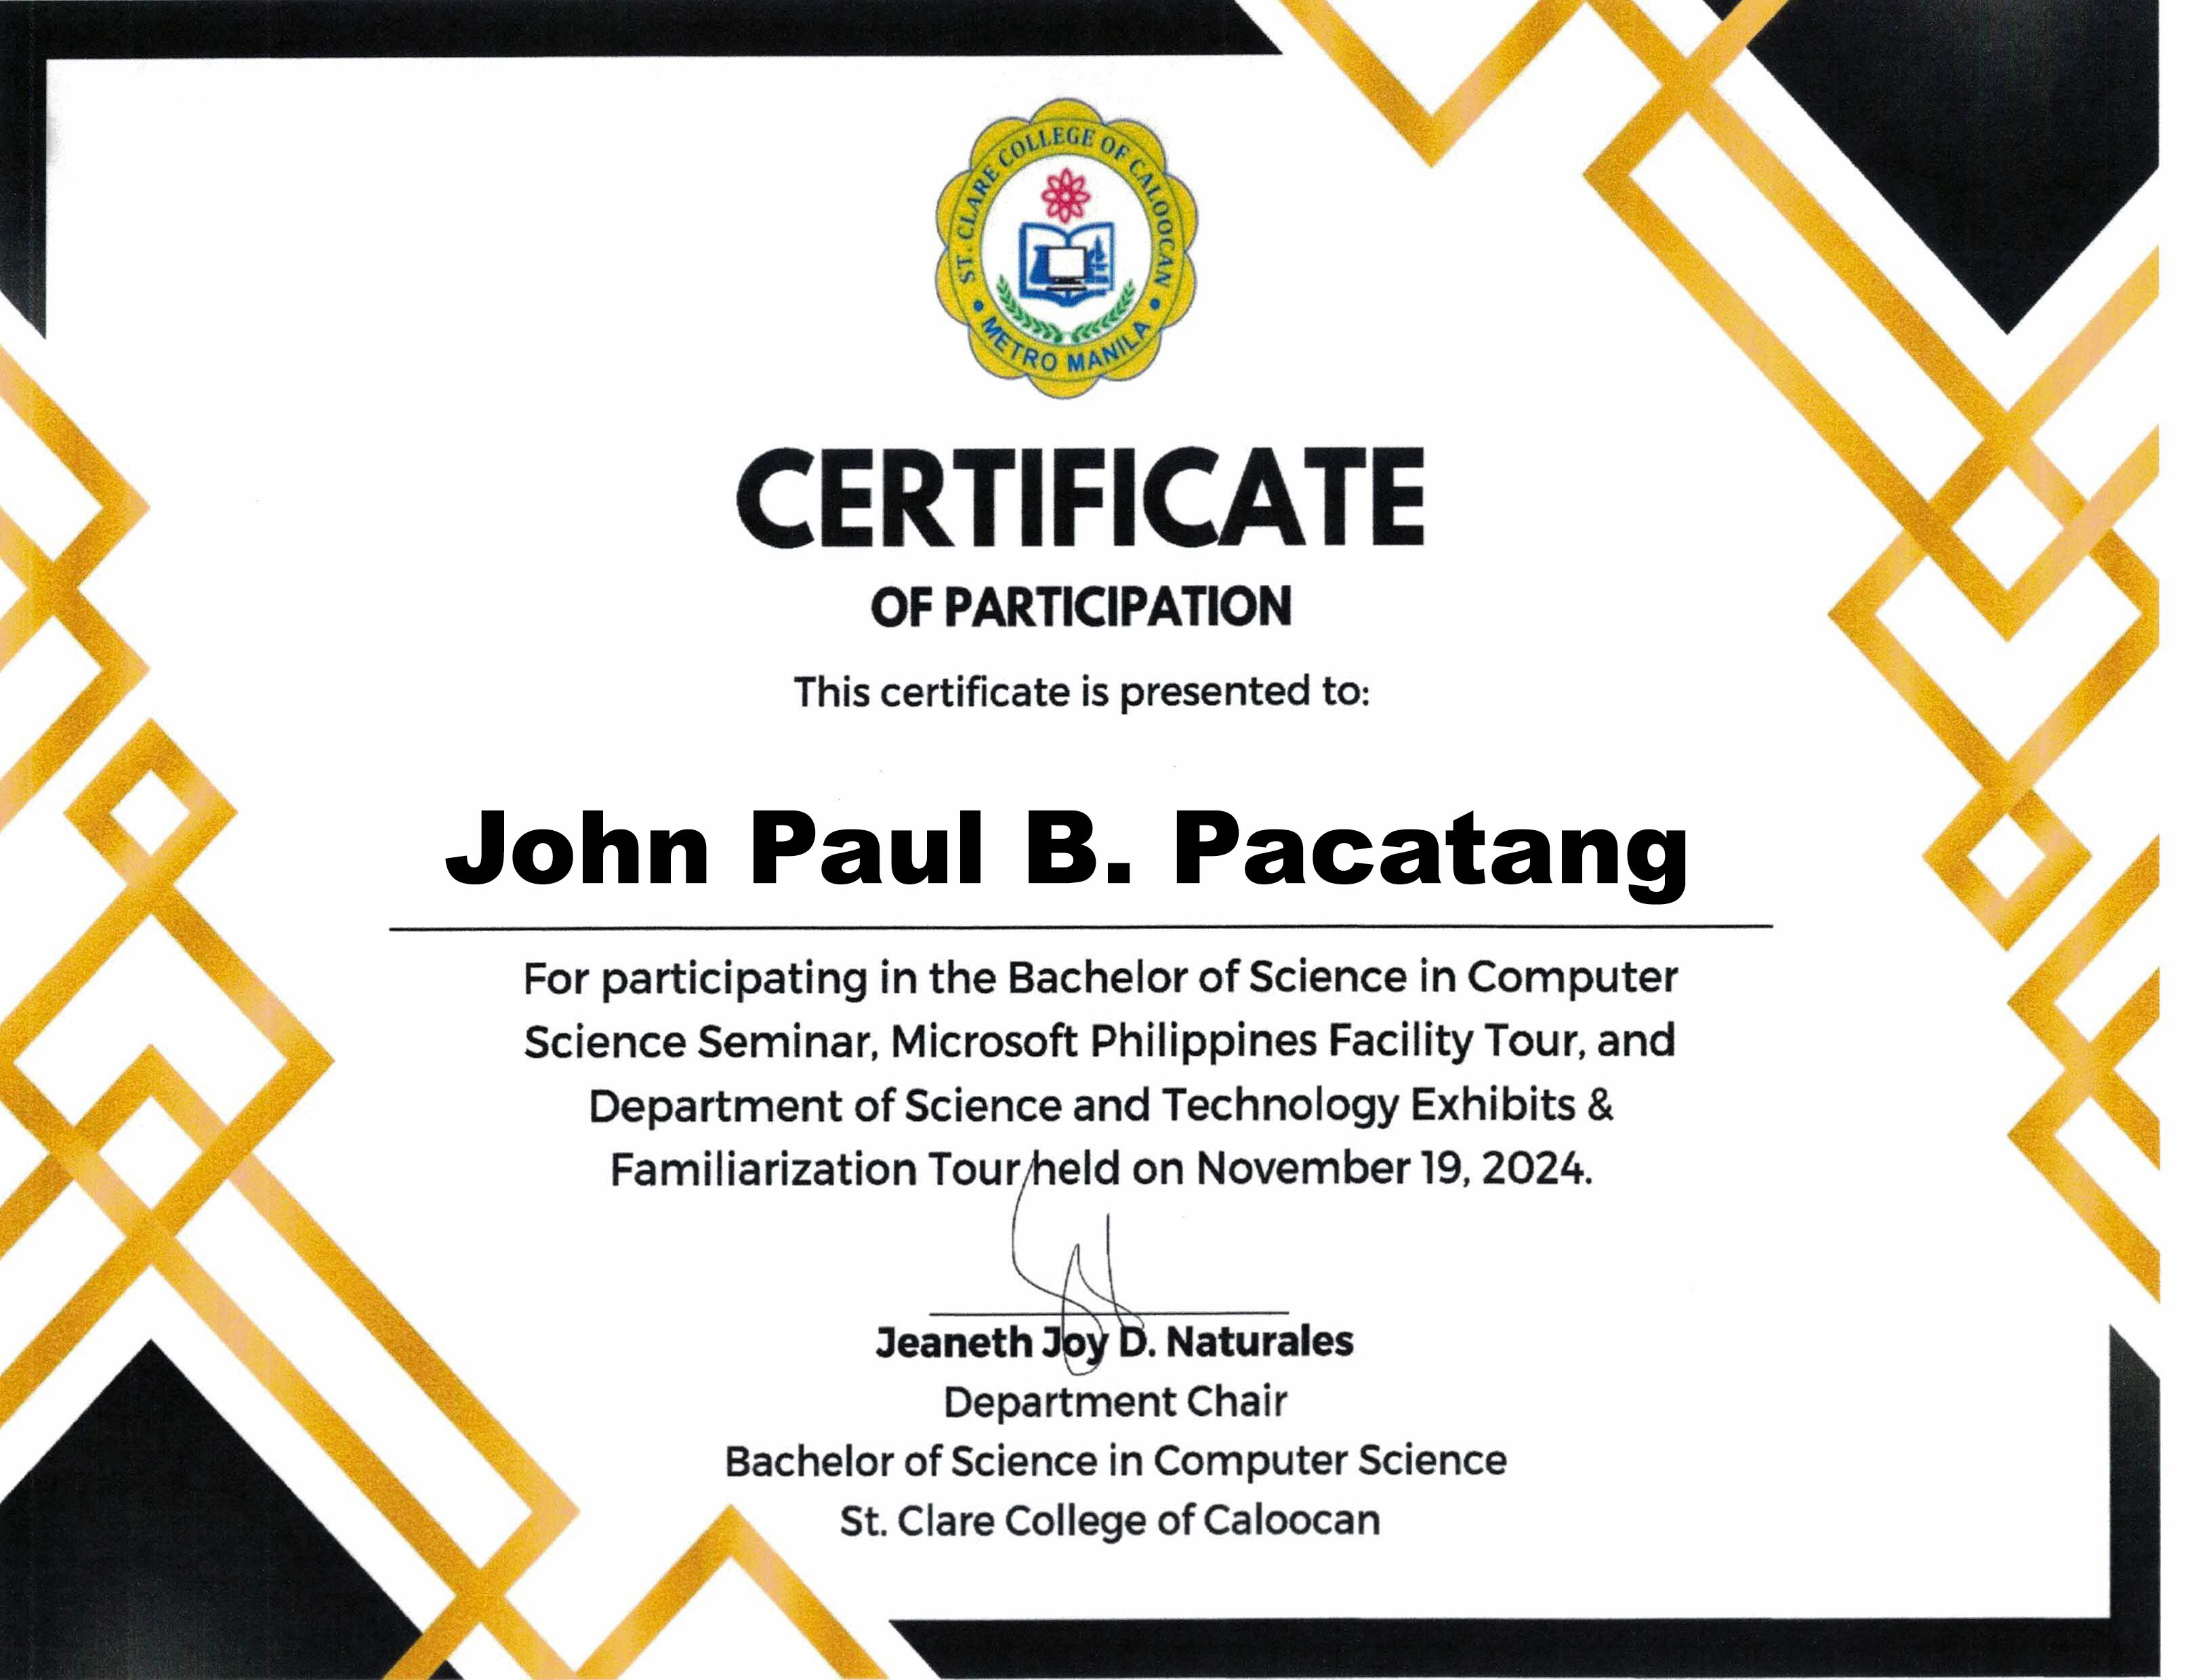 ST. CLARE COLLEGE OF CALOOCAN
• METRO MANILA •
CERTIFICATE
OF PARTICIPATION
This certificate is presented to:
John Paul B. Pacatang
For participating in the Bachelor of Science in Computer
Science Seminar, Microsoft Philippines Facility Tour, and
Department of Science and Technology Exhibits &
Familiarization Tour held on November 19, 2024.
Jeaneth Joy D. Naturales
Department Chair
Bachelor of Science in Computer Science
St. Clare College of Caloocan